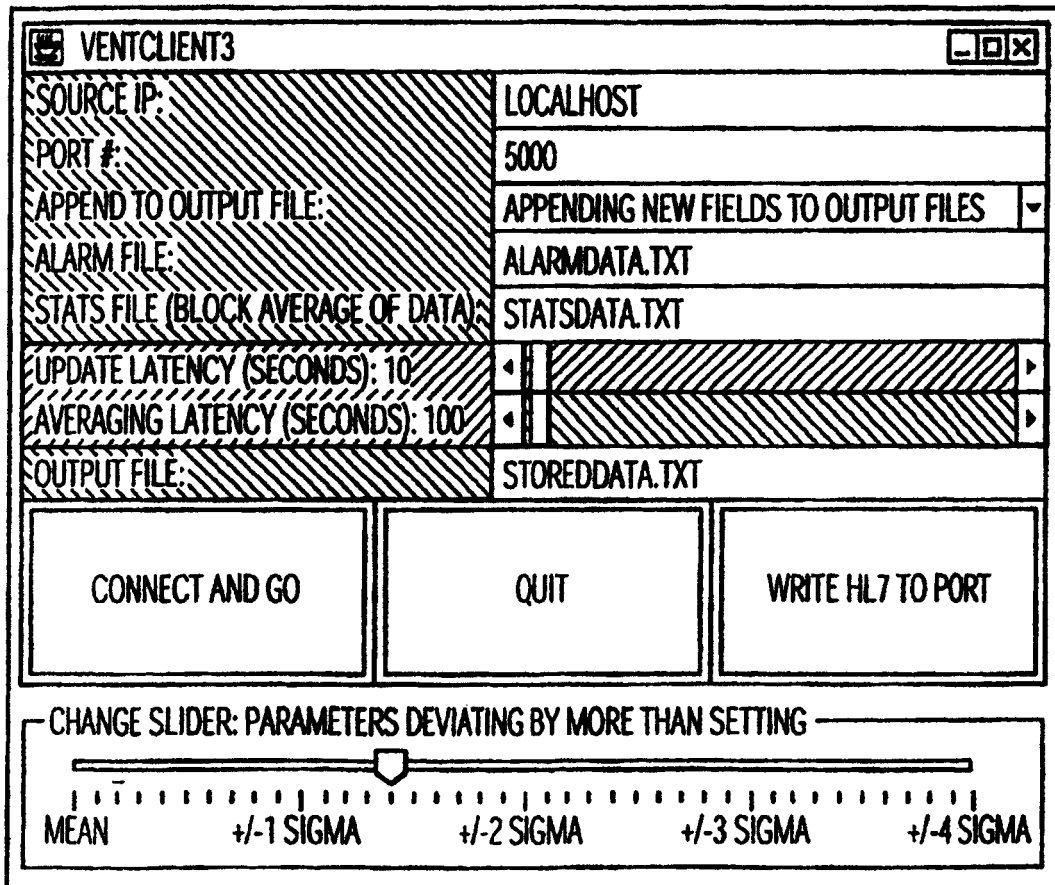 VENTCLIENT3
SOURCE IP: LOCALHOST
PORT #: 5000
APPEND TO OUTPUT FILE: APPENDING NEW FIELDS TO OUTPUT FILES
ALARM FILE: ALARMDATA.TXT
STATS FILE (BLOCK AVERAGE OF DATA): STATSDATA.TXT
UPDATE LATENCY (SECONDS): 10
AVERAGING LATENCY (SECONDS): 100
OUTPUT FILE: STOREDDATA.TXT
CONNECT AND GO QUIT WRITE HL7 TO PORT
CHANGE SLIDER: PARAMETERS DEVIATING BY MORE THAN SETTING
MEAN +/-1 SIGMA +/-2 SIGMA +/-3 SIGMA +/-4 SIGMA